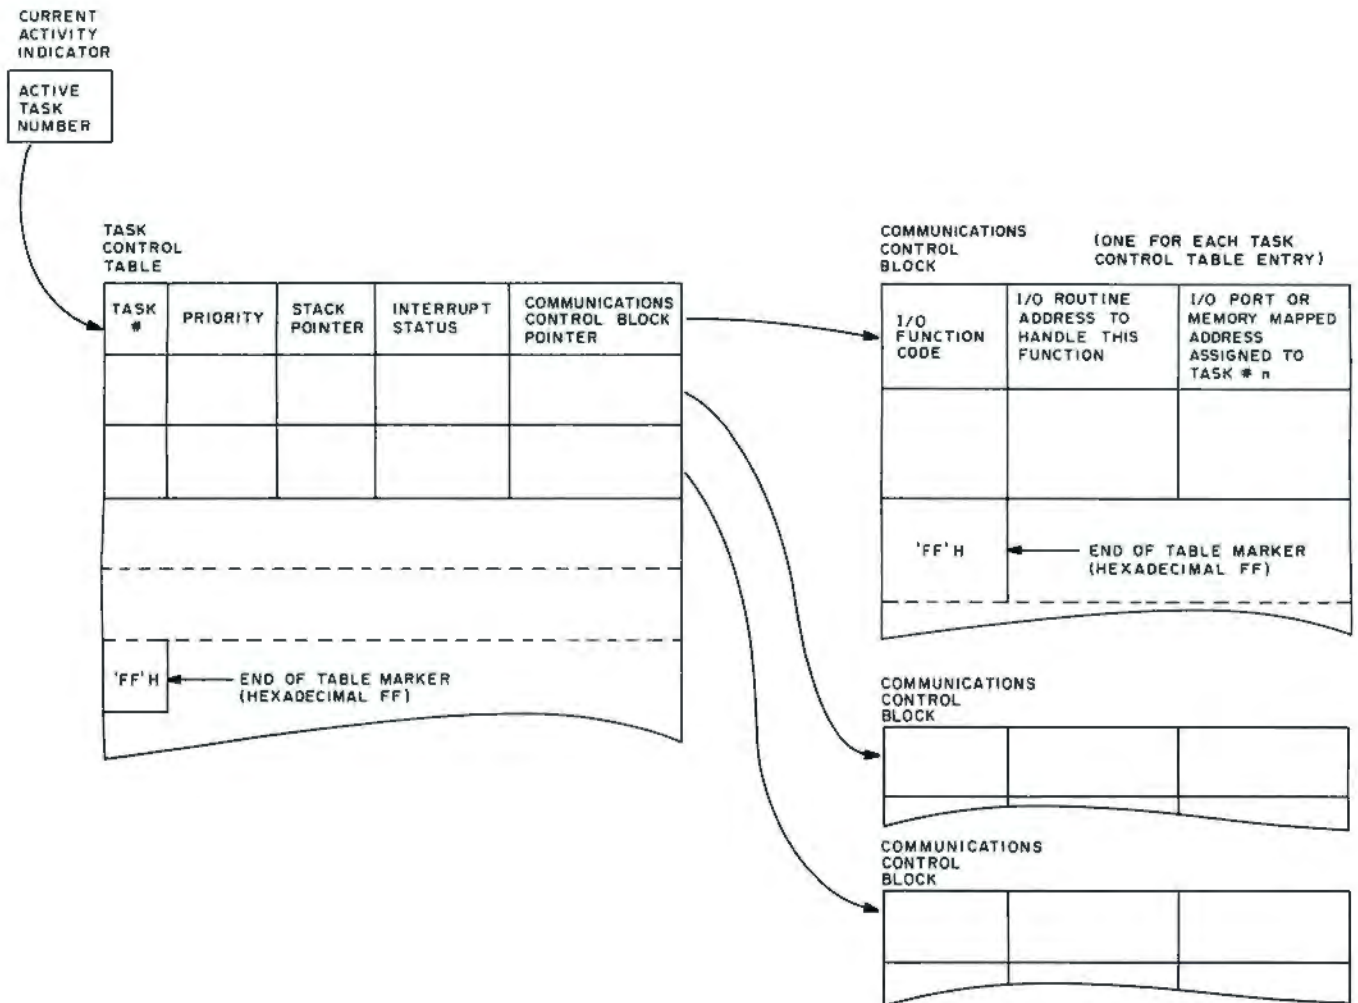 CURRENT
ACTIVITY
INDICATOR
ACTIVE
TASK
NUMBER
TASK
CONTROL
TABLE
TASK
#
PRIORITY
STACK
POINTER
INTERRUPT
STATUS
COMMUNICATIONS
CONTROL BLOCK
POINTER
'FF'H
END OF TABLE MARKER
(HEXADECIMAL FF)
COMMUNICATIONS
CONTROL
BLOCK
(ONE FOR EACH TASK
CONTROL TABLE ENTRY)
I/O
FUNCTION
CODE
I/O ROUTINE
ADDRESS TO
HANDLE THIS
FUNCTION
I/O PORT OR
MEMORY MAPPED
ADDRESS
ASSIGNED TO
TASK # n
'FF'H
END OF TABLE MARKER
(HEXADECIMAL FF)
COMMUNICATIONS
CONTROL
BLOCK
COMMUNICATIONS
CONTROL
BLOCK